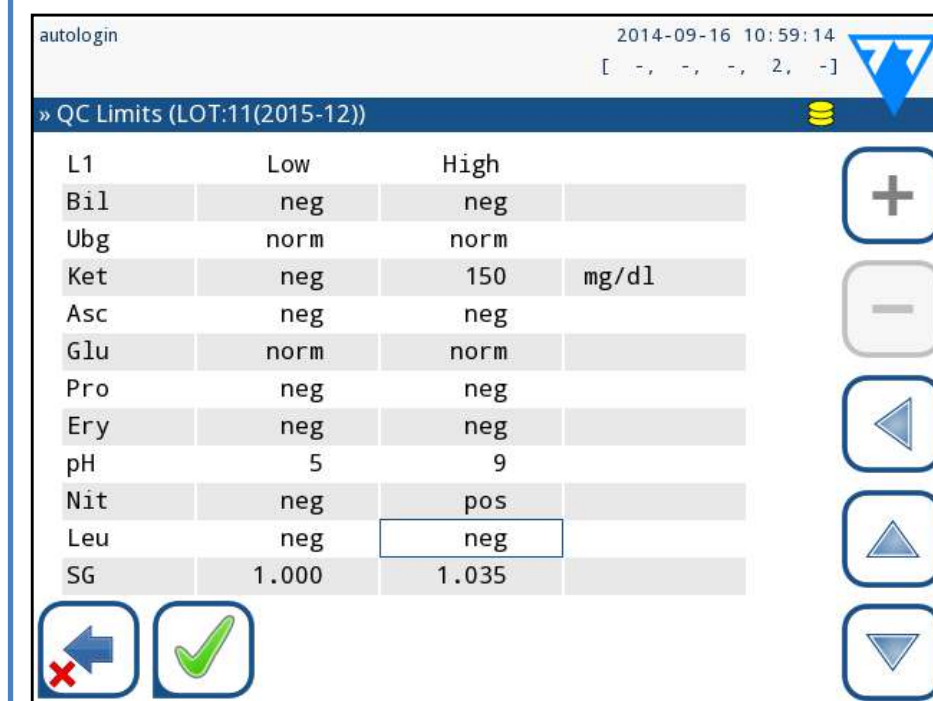 autologin 2014-09-16 10:59:14
[ -, -, -, 2, -]
» QC Limits (LOT:11(2015-12))
L1 Low High
Bil neg neg
Ubg norm norm
Ket neg 150 mg/dl
Asc neg neg
Glu norm norm
Pro neg neg
Ery neg neg
pH 5 9
Nit neg pos
Leu neg neg
SG 1.000 1.035